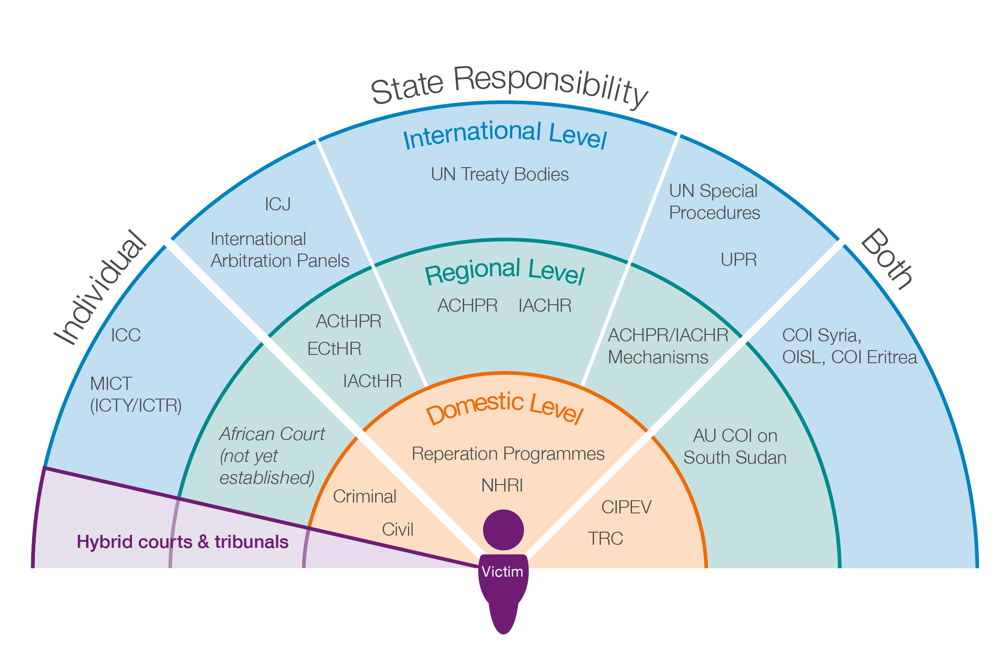 State Responsibility
International Level
UN Treaty Bodies
UN Special
Procedures
UPR
ICJ
International
Arbitration Panels
Individual
Both
Regional Level
ACHPR IACHR
ACtHPR
ECtHR
IACtHR
ACHPR/IACHR
Mechanisms
ICC
MICT
(ICTY/ICTR)
COI Syria,
OISL, COI Eritrea
African Court
(not yet
established)
Domestic Level
Reperation Programmes
NHRI
AU COI on
South Sudan
Criminal
Civil
CIPEV
TRC
Hybrid courts & tribunals
Victim